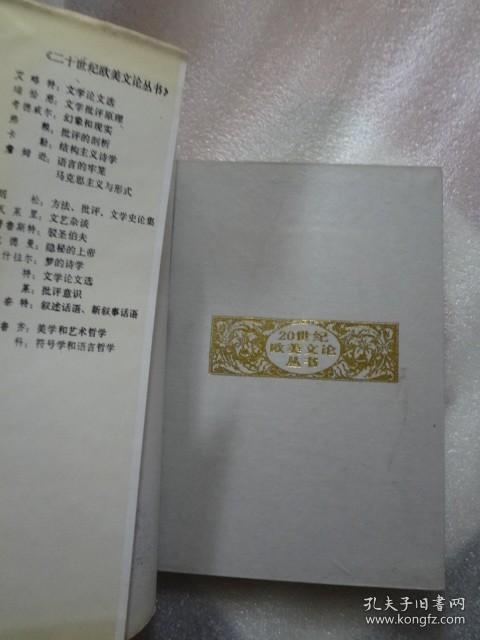 《二十世纪欧美文论丛书》
艾略特：文学论文选
瑞恰慈：文学批评原理
考德威尔：幻象和现实
弗 赖：批评的剖析
卡 勒：结构主义诗学
詹姆逊：语言的牢笼
马克思主义与形式
松：方法、批评、文学史论集
莱里：文艺杂谈
鲁斯特：驳圣伯夫
德曼：隐秘的上帝
什拉尔：梦的诗学
特：文学论文选
莱：批评意识
奈特：叙述话语、新叙事话语
鲁齐：美学和艺术哲学
科：符号学和语言哲学
20世纪
欧美文论
丛书
孔夫子旧书网
www.kongfz.com